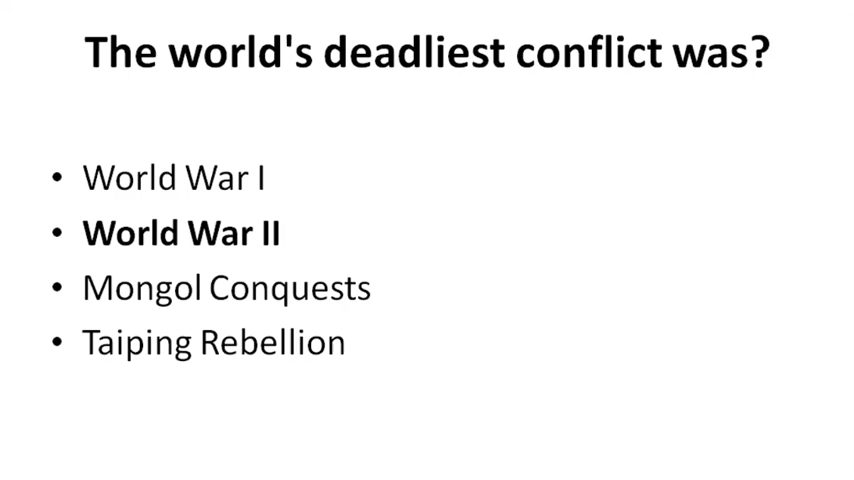 The world's deadliest conflict was?
• World War I
• World War II
• Mongol Conquests
• Taiping Rebellion